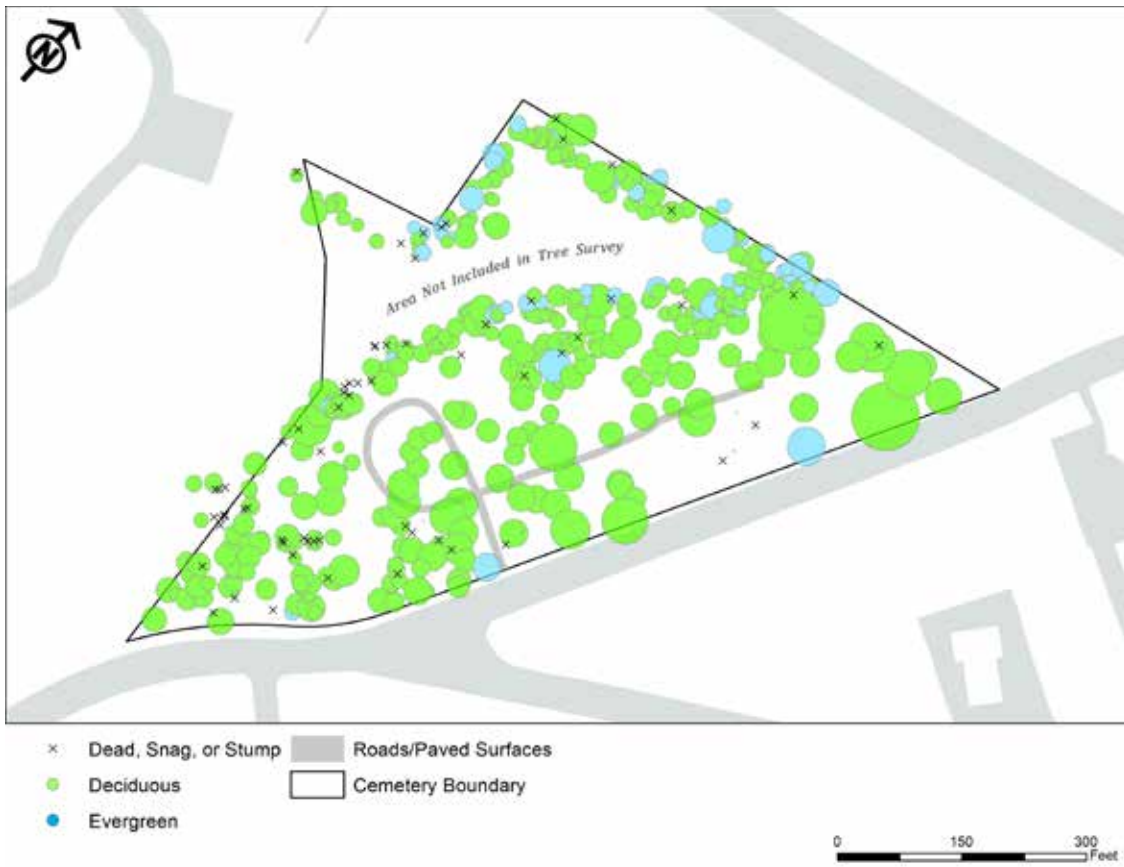 N
Area Not Included in Tree Survey
Dead, Snag, or Stump
Roads/Paved Surfaces
Deciduous
Cemetery Boundary
Evergreen
0 150 300
Feet